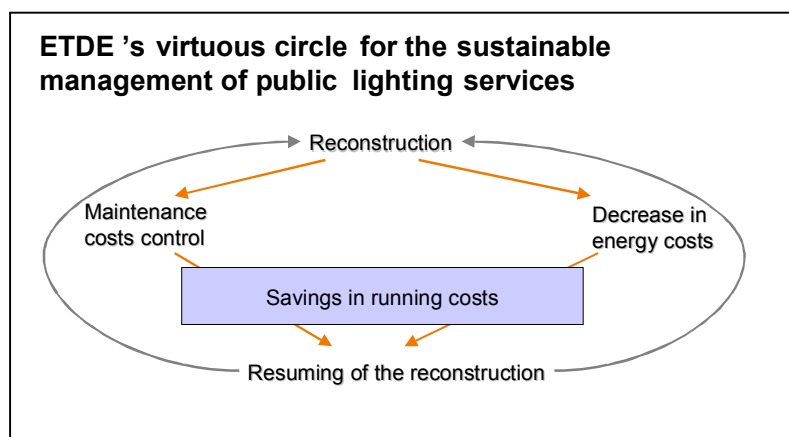 ETDE ’s virtuous circle for the sustainable
management of public lighting services
Reconstruction
Maintenance
costs control
Decrease in
energy costs
Savings in running costs
Resuming of the reconstruction